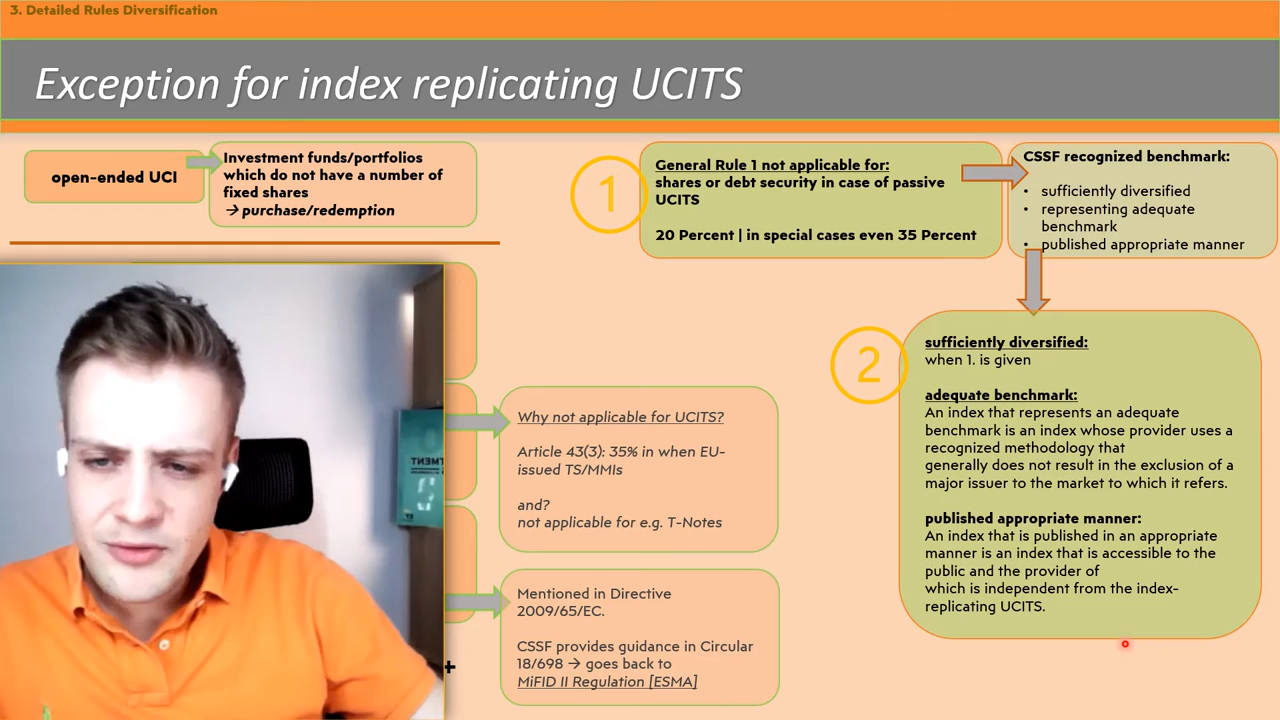 3. Detailed Rules Diversification
Exception for index replicating UCITS
open-ended UCI
Investment funds/portfolios
which do not have a number of
fixed shares
→ purchase/redemption
1
General Rule 1 not applicable for:
shares or debt security in case of passive
UCITS
20 Percent | in special cases even 35 Percent
CSSF recognized benchmark:
• sufficiently diversified
• representing adequate
benchmark
• published appropriate manner
2
sufficiently diversified:
when 1. is given
adequate benchmark:
An index that represents an adequate
benchmark is an index whose provider uses a
recognized methodology that
generally does not result in the exclusion of a
major issuer to the market to which it refers.
published appropriate manner:
An index that is published in an appropriate
manner is an index that is accessible to the
public and the provider of
which is independent from the index-
replicating UCITS.
Why not applicable for UCITS?
Article 43(3): 35% in when EU-
issued TS/MMIs
and?
not applicable for e.g. T-Notes
Mentioned in Directive
2009/65/EC.
CSSF provides guidance in Circular
18/698 → goes back to
MiFID II Regulation [ESMA]
+